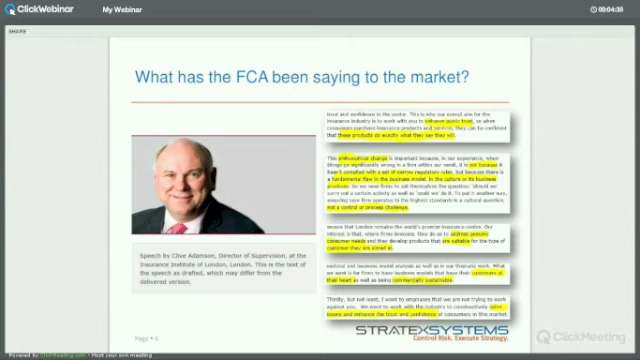 ClickWebinar
My Webinar
00:04:35
SHARE
What has the FCA been saying to the market?
trust and confidence in the sector. This is why our overall aim for the
insurance industry is to work with you to enhance public trust, so when
consumers purchase insurance products and services, they can be confident
that these products do exactly what they say they will.
This philosophical change is important because, in our experience, when
things go significantly wrong in a firm within our remit, it is not because it
hasn't complied with a set of narrow regulatory rules, but because there is
a fundamental flaw in the business model, in the culture or its business
practices. So we need firms to ask themselves the question 'should we'
carry out a certain activity as well as 'could we' do it. To put it another way,
ensuring your firm operates to the highest standards is a cultural question,
not a control or process challenge.
ensure that London remains the world's premier insurance centre. Our
interest is that, where firms innovate, they do so to address genuine
consumer needs and they develop products that are suitable for the type of
customer they are aimed at.
sectoral and business model analysis as well as in our thematic work. What
we want is for firms to have business models that have their customers at
their heart as well as being commercially sustainable.
Thirdly, but not least, I want to emphasis that we are not trying to work
against you. We want to work with the industry to constructively solve
issues and enhance the trust and confidence of consumers in this market.
Speech by Clive Adamson, Director of Supervision, at the
Insurance Institute of London, London. This is the text of
the speech as drafted, which may differ from the
delivered version.
Page
STRATEXSYSTEMS
Control Risk. Execute Strategy.
ClickMeeting
Powered by ClickMeeting.com - Host your own meeting